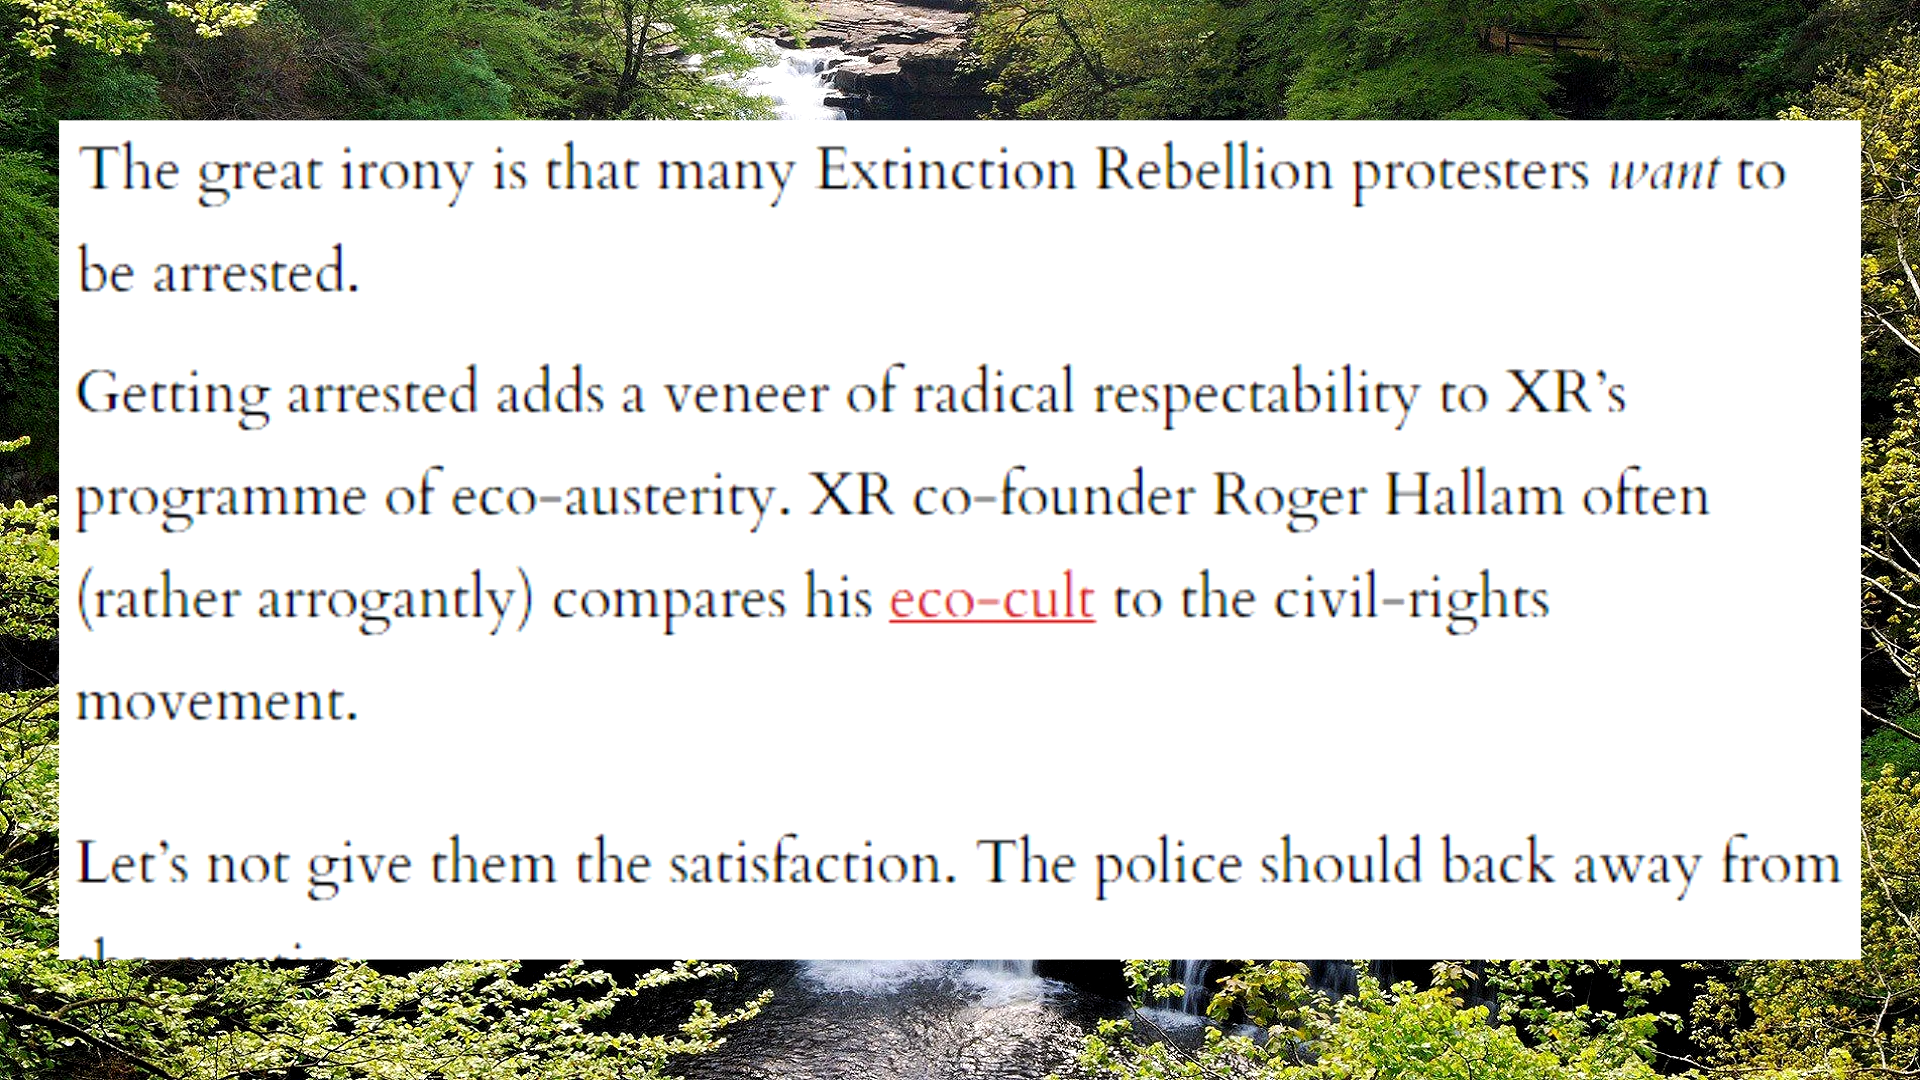 The great irony is that many Extinction Rebellion protesters want to
be arrested.
Getting arrested adds a veneer of radical respectability to XR’s
programme of eco-austerity. XR co-founder Roger Hallam often
(rather arrogantly) compares his eco-cult to the civil-rights
movement.
Let’s not give them the satisfaction. The police should back away from